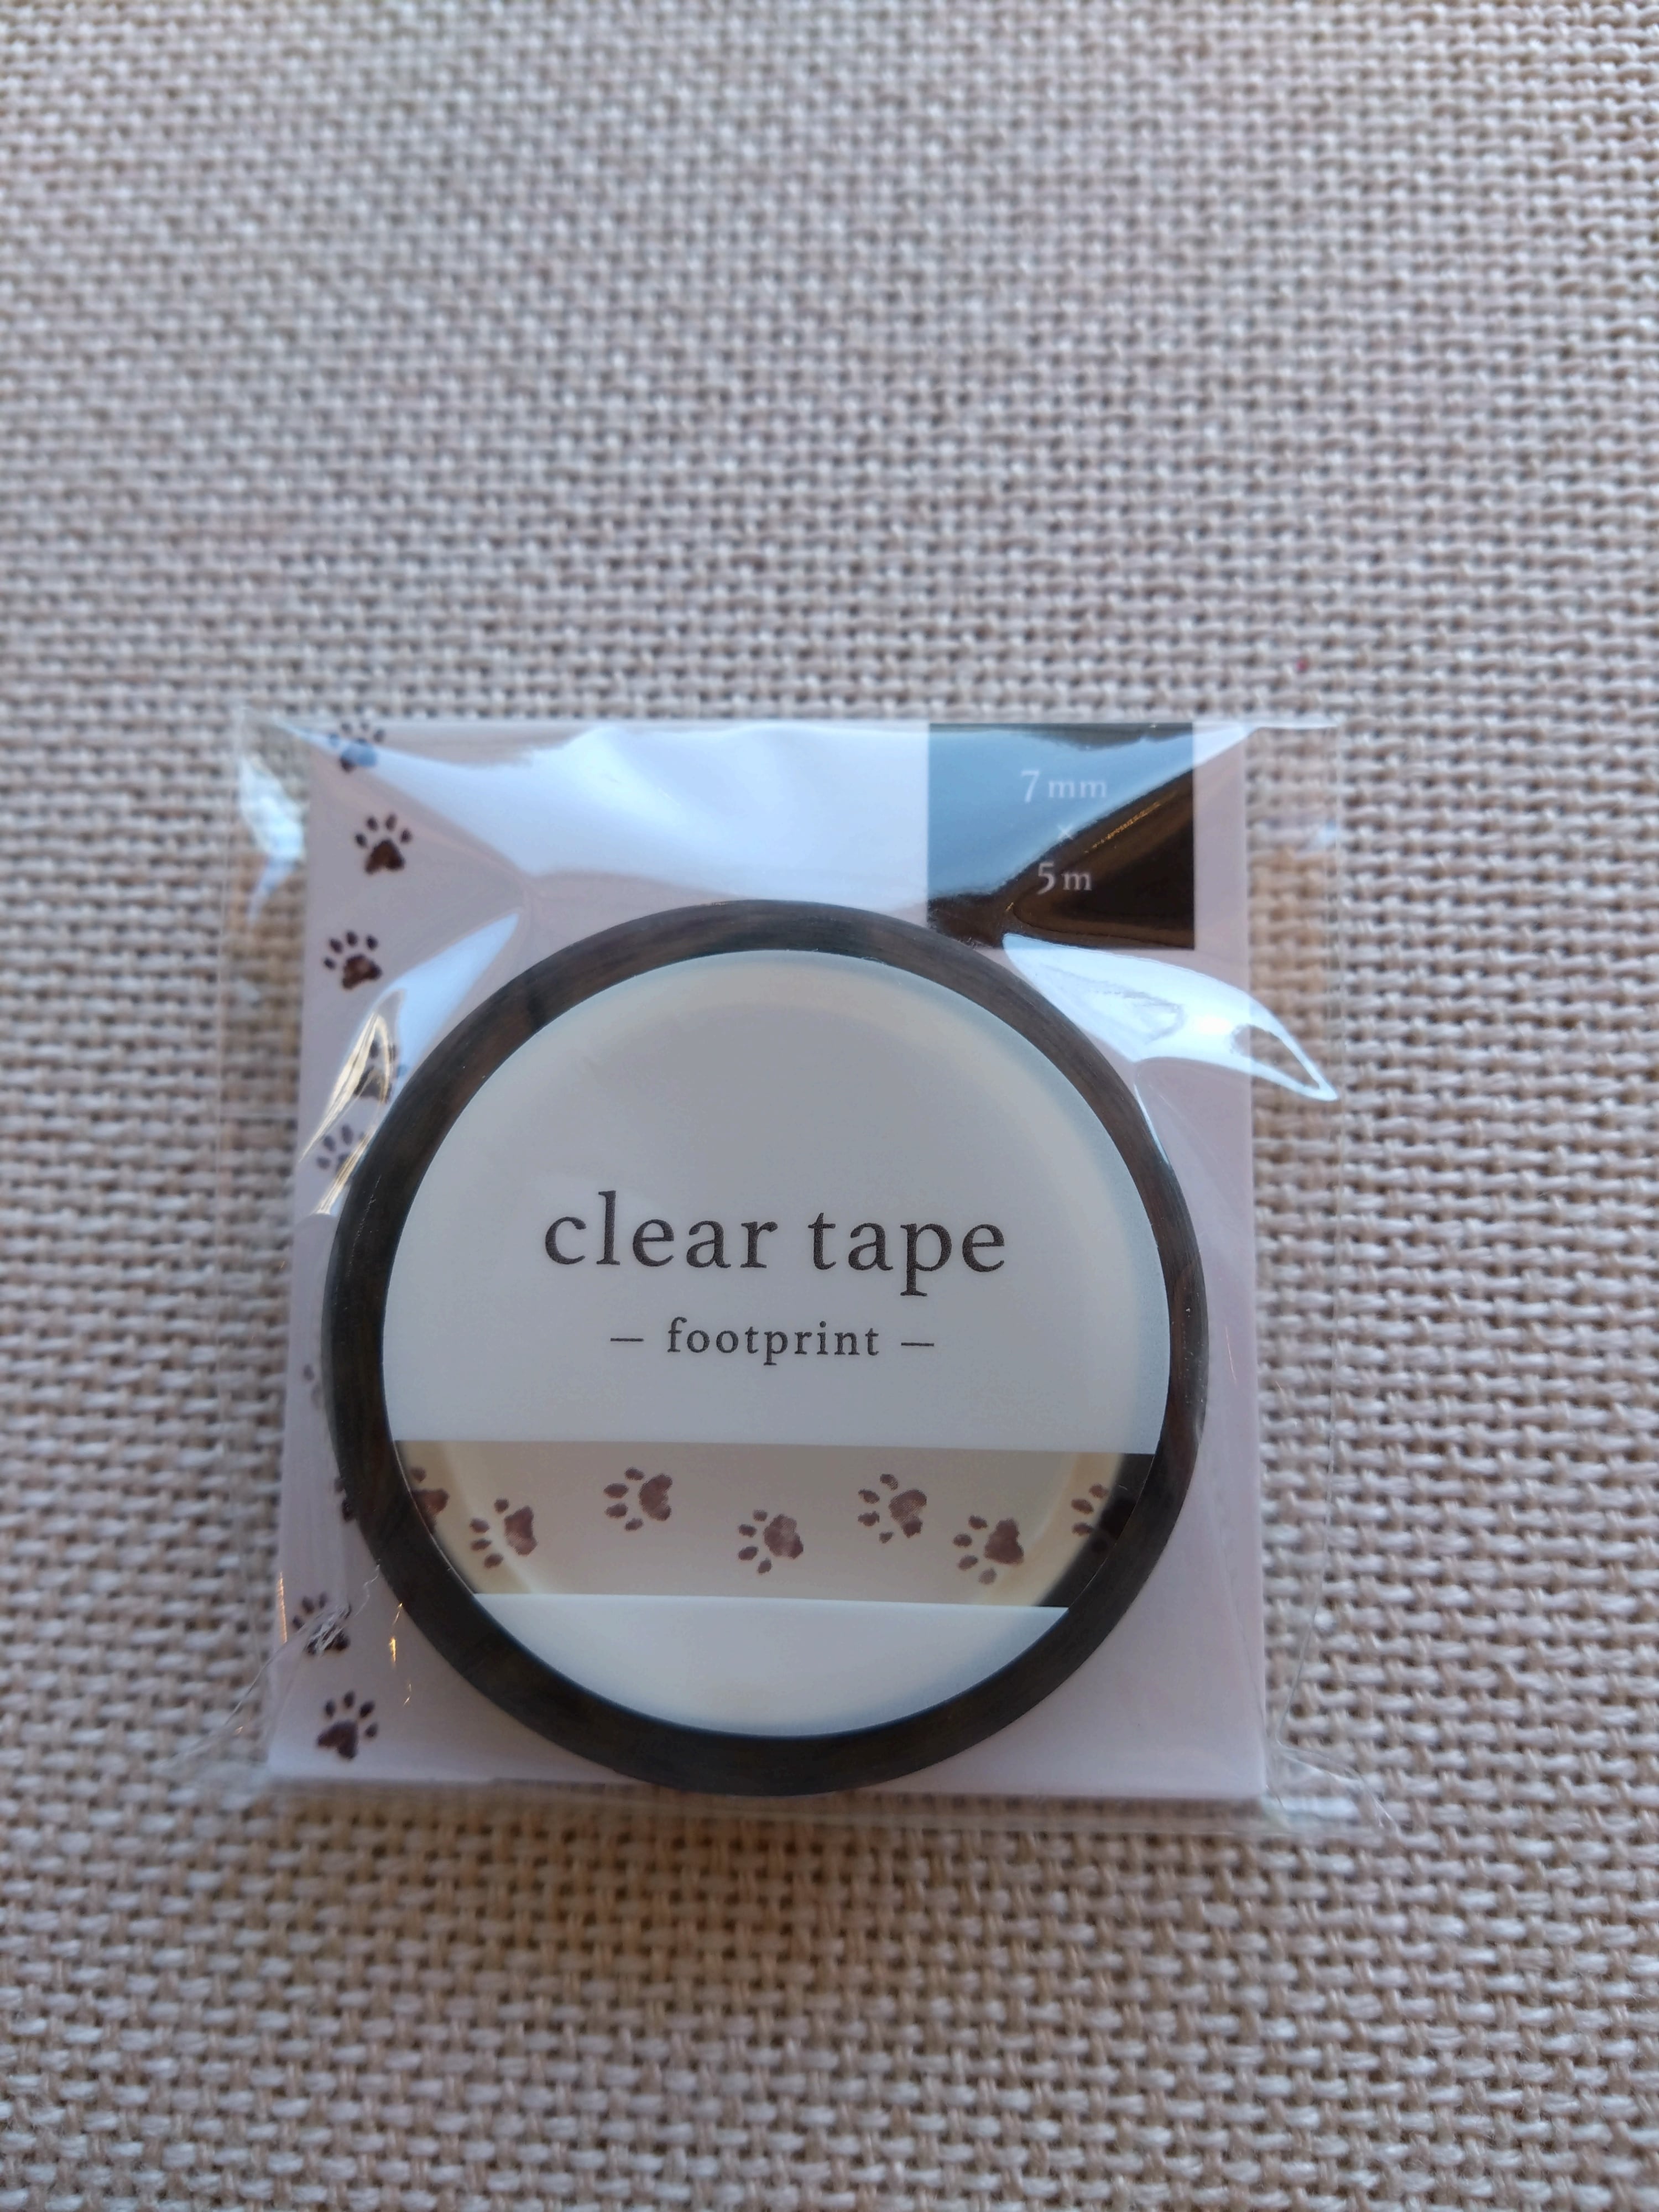 7mm
×
5m
clear tape
— footprint —